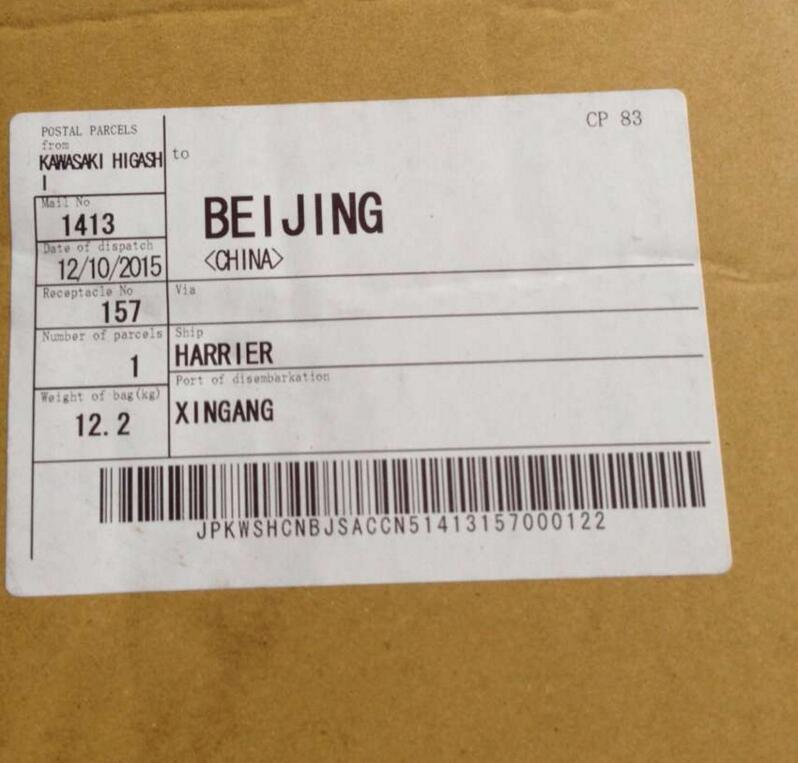 POSTAL PARCELS
from
KAWASAKI HIGASH
I
to
CP 83
BEIJING
<CHINA>
Mail No
1413
Date of dispatch
12/10/2015
Receptacle No
157
Via
Number of parcels
1
Ship
HARRIER
Port of disembarkation
XINGANG
Weight of bag(kg)
12.2
JPKWSHCNBJSACCN51413157000122